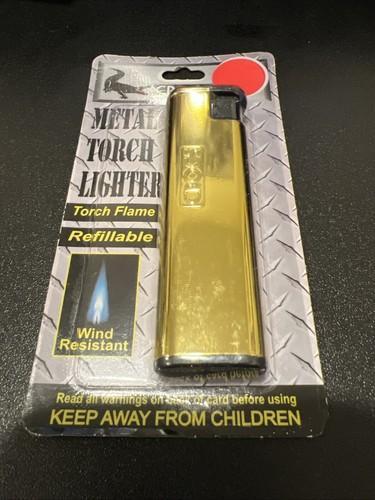 METAL
TORCH
LIGHTER
Torch Flame
Refillable
Wind
Resistant
Read all warnings on back of card before using
KEEP AWAY FROM CHILDREN